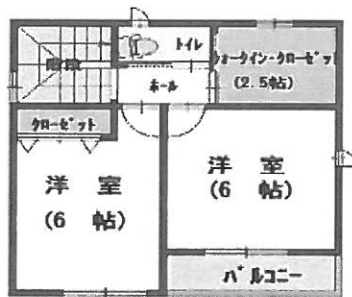 トイレ
階段
ホール
ウォークイン・クローゼット
(2.5帖)
クローゼット
洋 室
(6 帖)
洋 室
(6 帖)
バルコニー